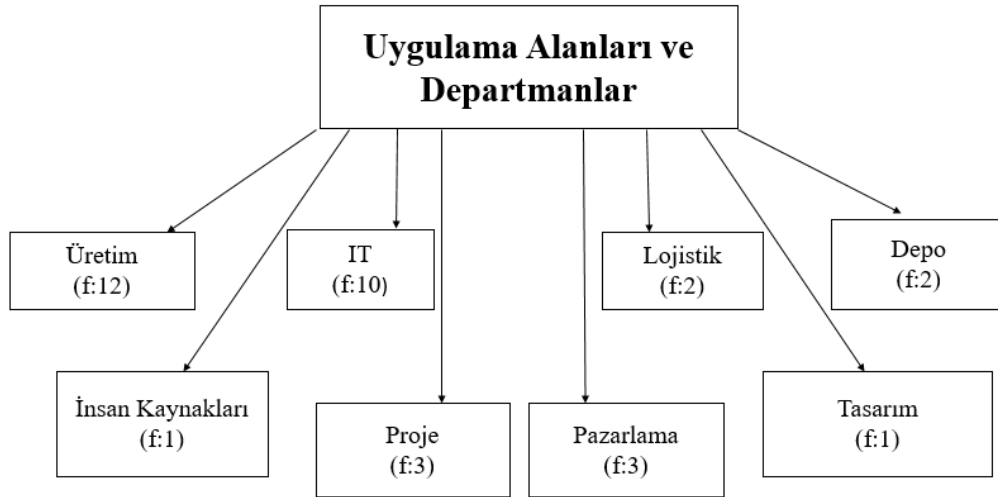 Uygulama Alanları ve
Departmanlar
Üretim
(f:12)
IT
(f:10)
Lojistik
(f:2)
Depo
(f:2)
İnsan Kaynakları
(f:1)
Proje
(f:3)
Pazarlama
(f:3)
Tasarım
(f:1)